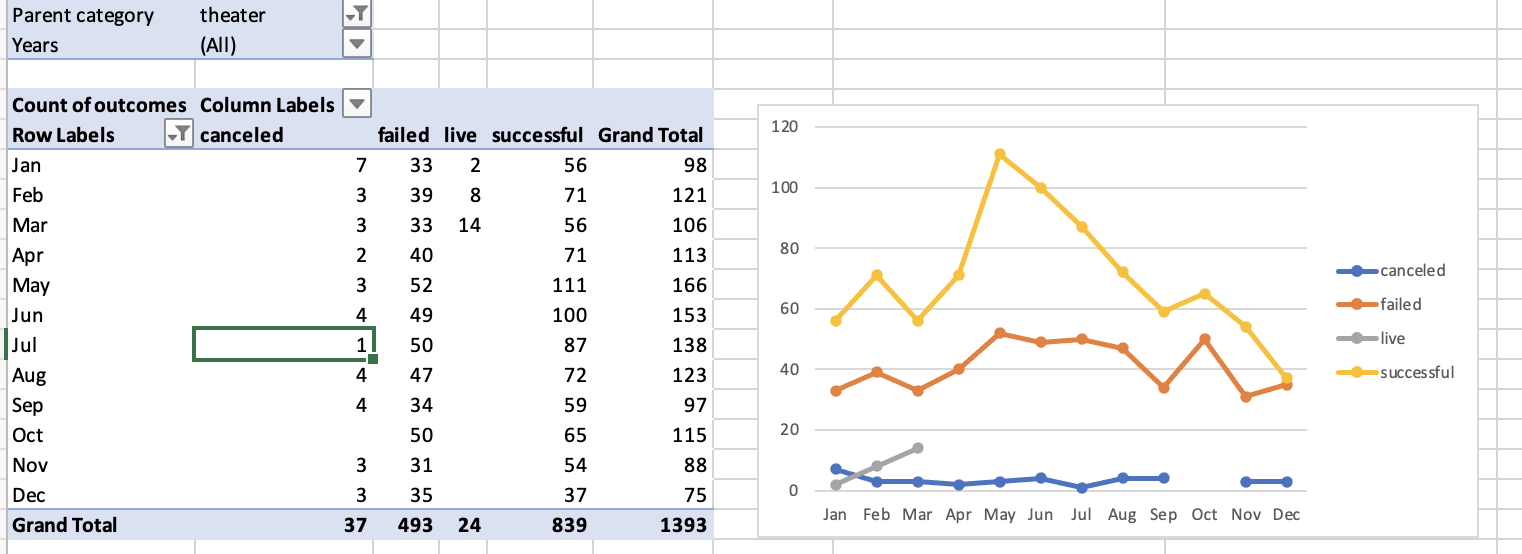 Parent category theater
Years (All)
Count of outcomes Column Labels
Row Labels canceled failed live successful Grand Total
Jan 7 33 2 56 98
Feb 3 39 8 71 121
Mar 3 33 14 56 106
Apr 2 40 71 113
May 3 52 111 166
Jun 4 49 100 153
Jul 1 50 87 138
Aug 4 47 72 123
Sep 4 34 59 97
Oct 50 65 115
Nov 3 31 54 88
Dec 3 35 37 75
Grand Total 37 493 24 839 1393
120
100
80
60
40
20
0
Jan Feb Mar Apr May Jun Jul Aug Sep Oct Nov Dec
canceled
failed
live
successful